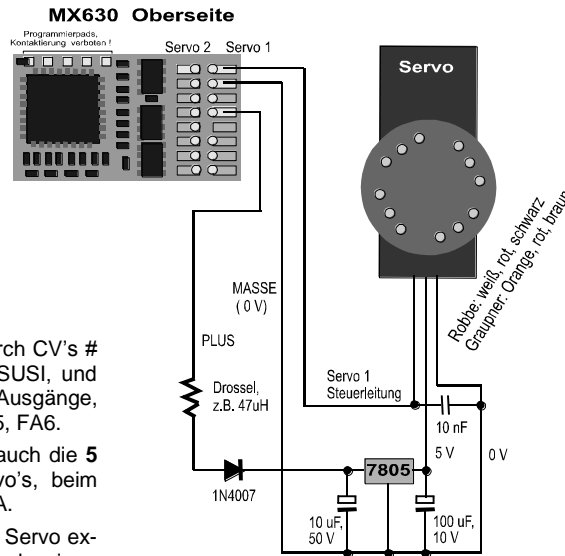 MX630 Oberseite
Programmierpads,
Kontaktierung verboten !
Servo 2 Servo 1
Servo
Robbe: weiß, rot, schwarz
Graupner: Orange, rot, braun
MASSE
( 0 V)
PLUS
Drossel,
z.B. 47uH
Servo 1
Steuerleitung
10 nF
5 V
0 V
7805
1N4007
10 uF,
50 V
100 uF,
10 V
rch CV's #
SUSI, und
Ausgänge,
5, FA6.
auch die 5
vo's, beim
A.
Servo ex-